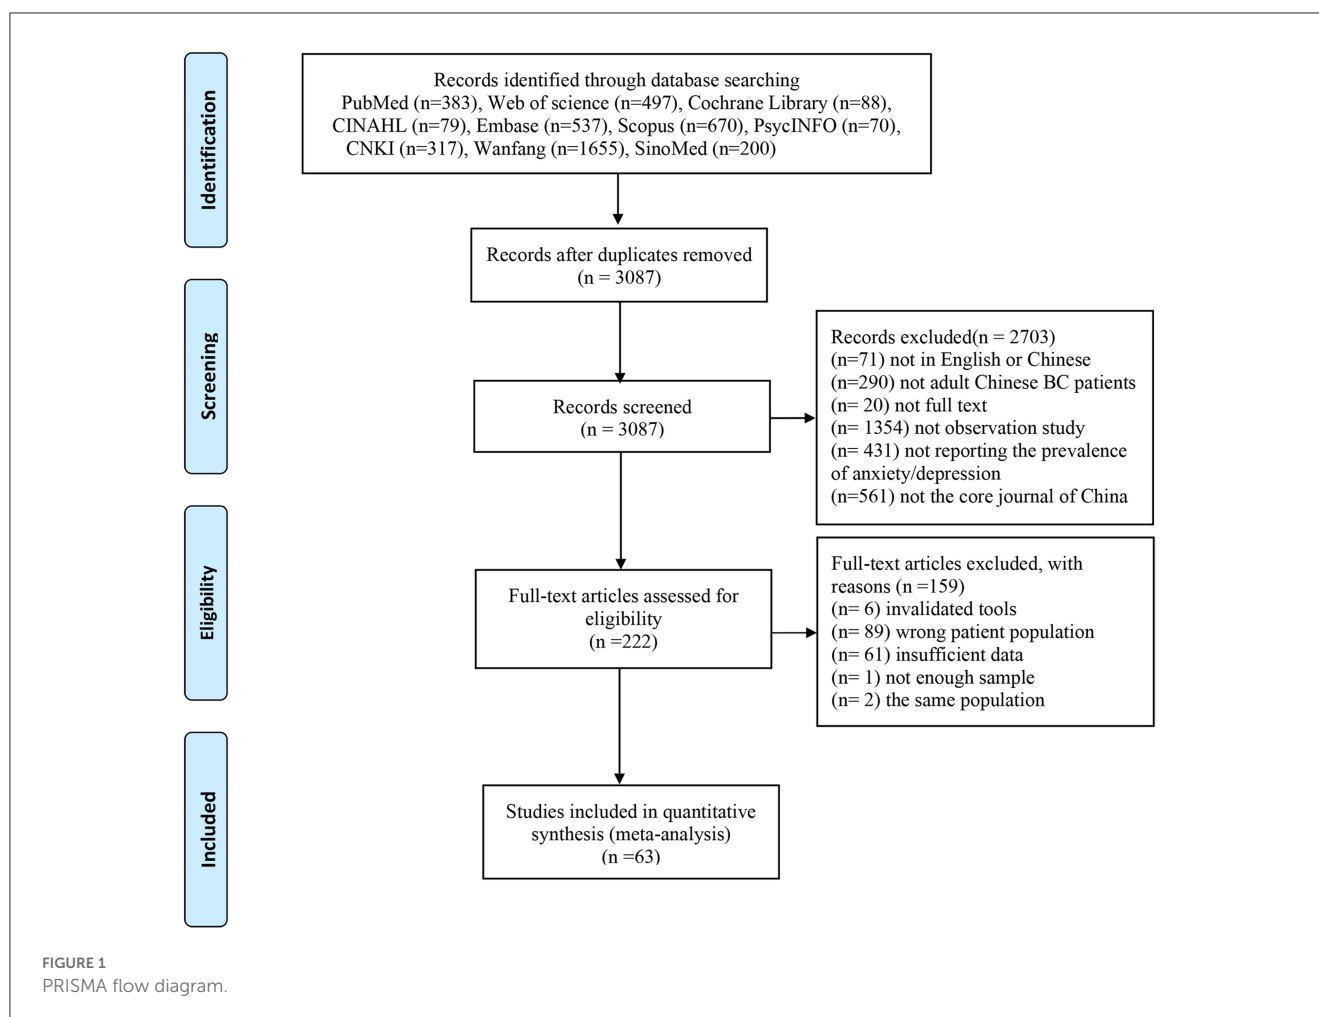 Identification
Records identified through database searching
PubMed (n=383), Web of science (n=497), Cochrane Library (n=88),
CINAHL (n=79), Embase (n=537), Scopus (n=670), PsycINFO (n=70),
CNKI (n=317), Wanfang (n=1655), SinoMed (n=200)
Records after duplicates removed
(n = 3087)
Screening
Records screened
(n = 3087)
Records excluded(n = 2703)
(n=71) not in English or Chinese
(n=290) not adult Chinese BC patients
(n= 20) not full text
(n= 1354) not observation study
(n= 431) not reporting the prevalence
of anxiety/depression
(n=561) not the core journal of China
Eligibility
Full-text articles assessed for
eligibility
(n =222)
Full-text articles excluded, with
reasons (n =159)
(n= 6) invalidated tools
(n= 89) wrong patient population
(n= 61) insufficient data
(n= 1) not enough sample
(n= 2) the same population
Included
Studies included in quantitative
synthesis (meta-analysis)
(n =63)
FIGURE 1
PRISMA flow diagram.